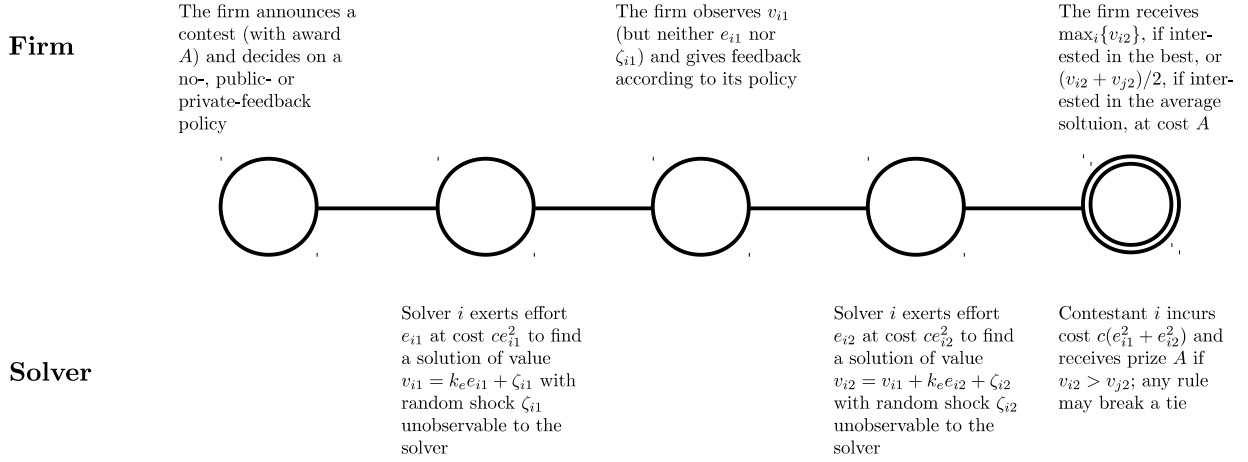 Firm
The firm announces a
contest (with award
A) and decides on a
no-, public- or
private-feedback
policy
The firm observes v_{i1}
(but neither e_{i1} nor
ζ_{i1}) and gives feedback
according to its policy
The firm receives
max_i{v_{i2}}, if inter-
ested in the best, or
(v_{i2} + v_{j2})/2, if inter-
ested in the average
soltuion, at cost A
Solver
Solver i exerts effort
e_{i1} at cost ce_{i1}^2 to find
a solution of value
v_{i1} = k_e e_{i1} + ζ_{i1} with
random shock ζ_{i1}
unobservable to the
solver
Solver i exerts effort
e_{i2} at cost ce_{i2}^2 to find
a solution of value
v_{i2} = v_{i1} + k_e e_{i2} + ζ_{i2}
with random shock ζ_{i2}
unobservable to the
solver
Contestant i incurs
cost c(e_{i1}^2 + e_{i2}^2) and
receives prize A if
v_{i2} > v_{j2}; any rule
may break a tie